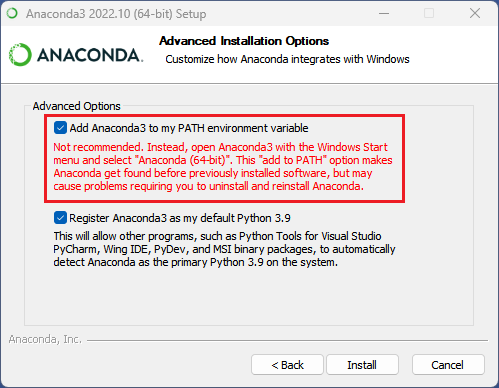 Anaconda3 2022.10 (64-bit) Setup
ANACONDA.
Advanced Installation Options
Customize how Anaconda integrates with Windows
Advanced Options
Add Anaconda3 to my PATH environment variable
Not recommended. Instead, open Anaconda3 with the Windows Start
menu and select "Anaconda (64-bit)". This "add to PATH" option makes
Anaconda get found before previously installed software, but may
cause problems requiring you to uninstall and reinstall Anaconda.
Register Anaconda3 as my default Python 3.9
This will allow other programs, such as Python Tools for Visual Studio
PyCharm, Wing IDE, PyDev, and MSI binary packages, to automatically
detect Anaconda as the primary Python 3.9 on the system.
Anaconda, Inc.
< Back
Install
Cancel